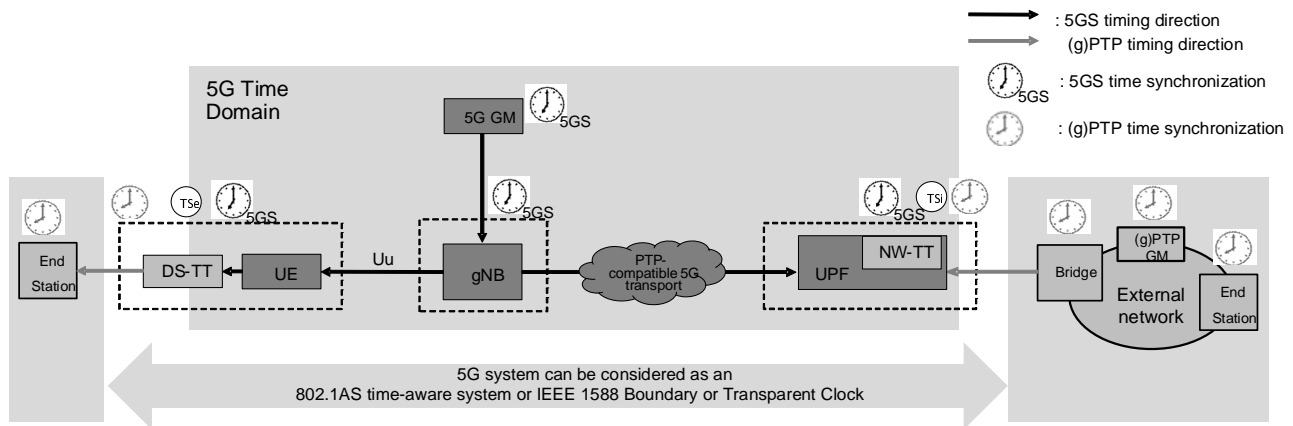 : 5GS timing direction
: (g)PTP timing direction
5GS
: 5GS time synchronization
: (g)PTP time synchronization
5G Time
Domain
5G GM
5GS
5GS
TSe
5GS
5GS
TSi
End
Station
DS-TT
UE
Uu
gNB
PTP-
compatible 5G
transport
UPF
NW-TT
Bridge
(g)PTP
GM
External
network
End
Station
5G system can be considered as an
802.1AS time-aware system or IEEE 1588 Boundary or Transparent Clock